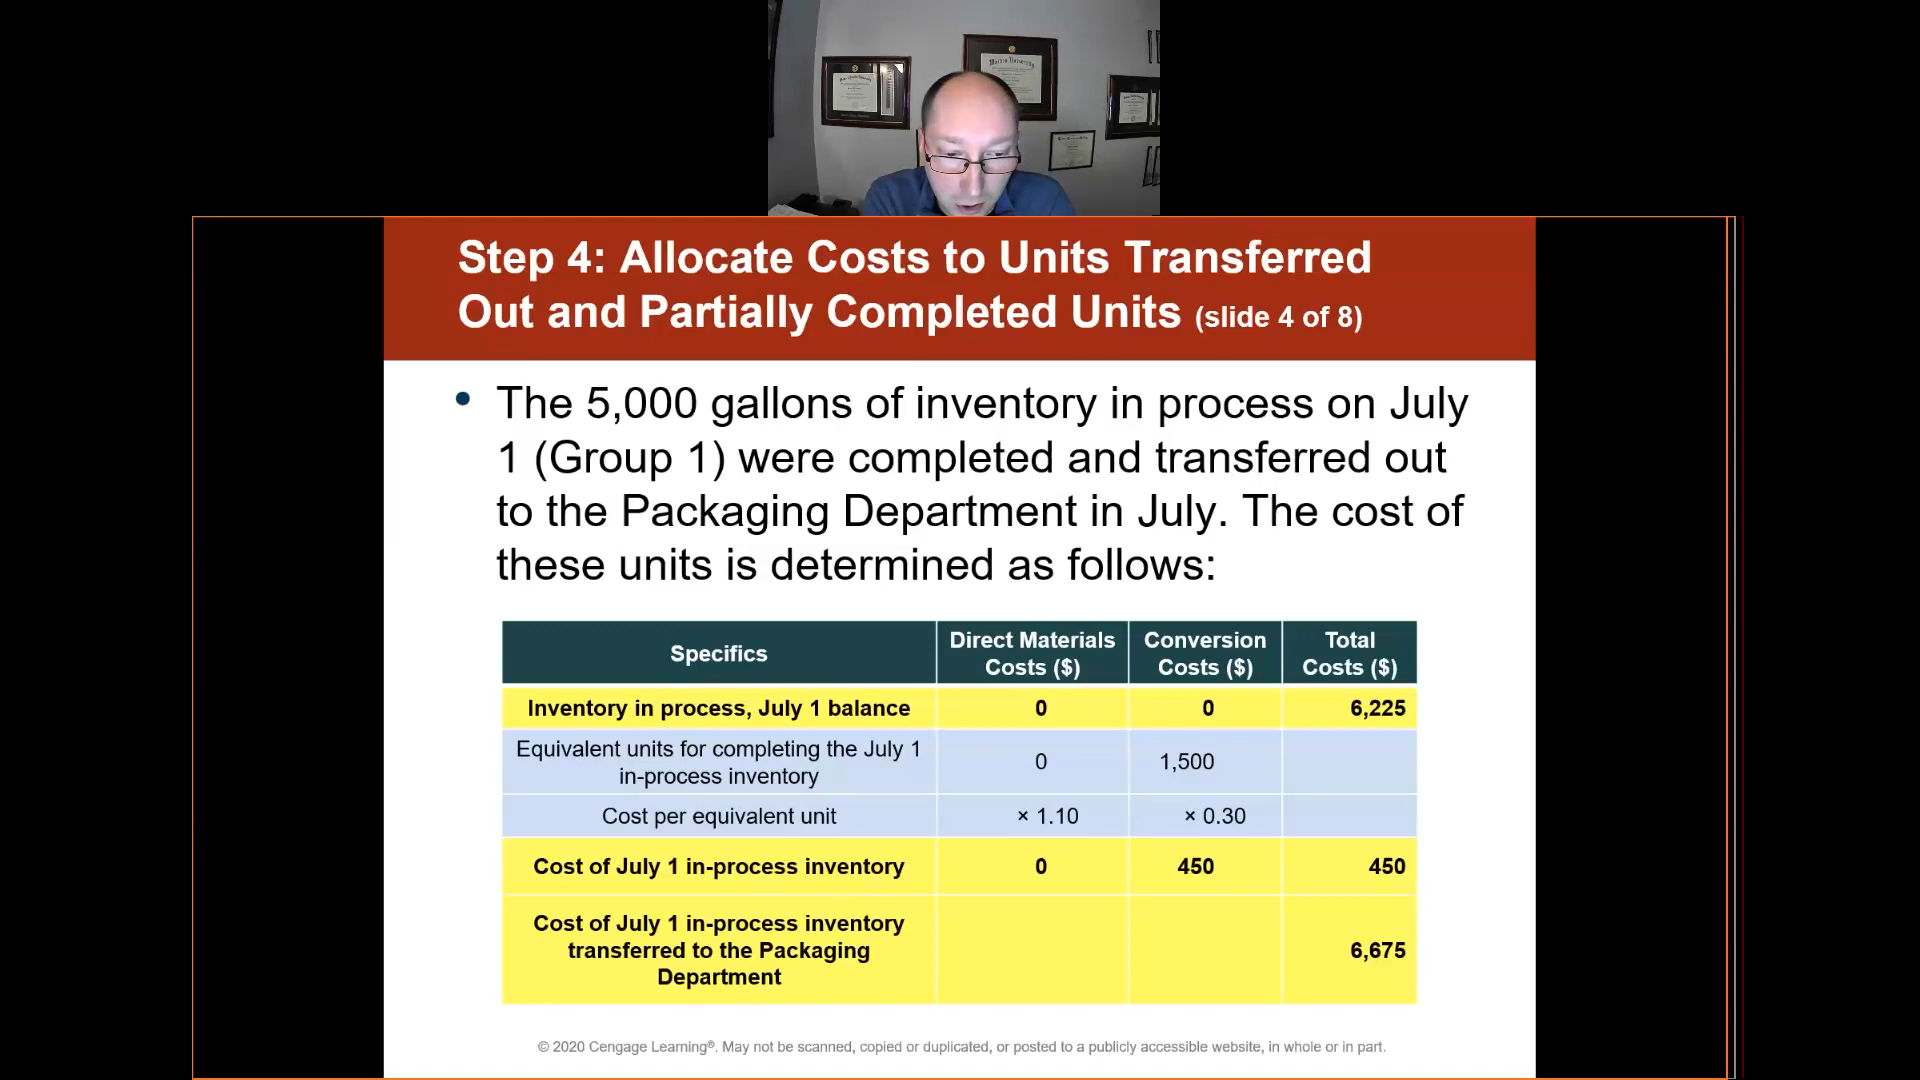 Step 4: Allocate Costs to Units Transferred
Out and Partially Completed Units (slide 4 of 8)
• The 5,000 gallons of inventory in process on July
1 (Group 1) were completed and transferred out
to the Packaging Department in July. The cost of
these units is determined as follows:
Specifics Direct Materials Costs ($) Conversion Costs ($) Total Costs ($)
Inventory in process, July 1 balance 0 0 6,225
Equivalent units for completing the July 1
in-process inventory 0 1,500
Cost per equivalent unit × 1.10 × 0.30
Cost of July 1 in-process inventory 0 450 450
Cost of July 1 in-process inventory
transferred to the Packaging
Department 6,675
© 2020 Cengage Learning®. May not be scanned, copied or duplicated, or posted to a publicly accessible website, in whole or in part.